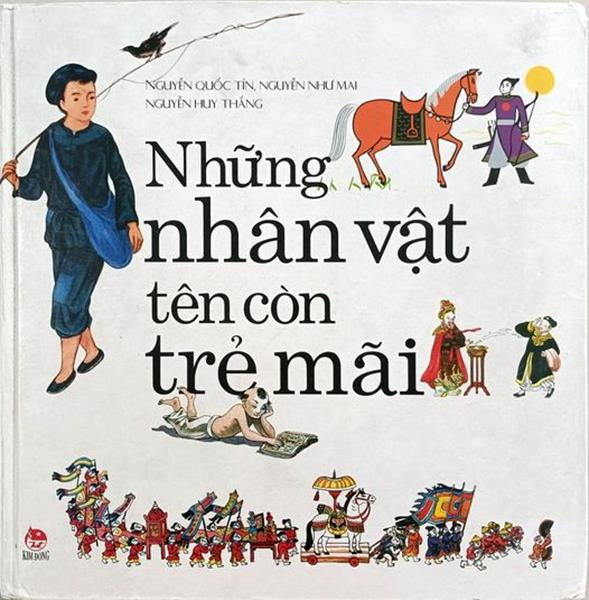 NGUYỄN QUỐC TÍN, NGUYỄN NHƯ MAI
NGUYỄN HUY THẮNG
Những
nhân vật
tên còn
trẻ mãi
KIM ĐỒNG